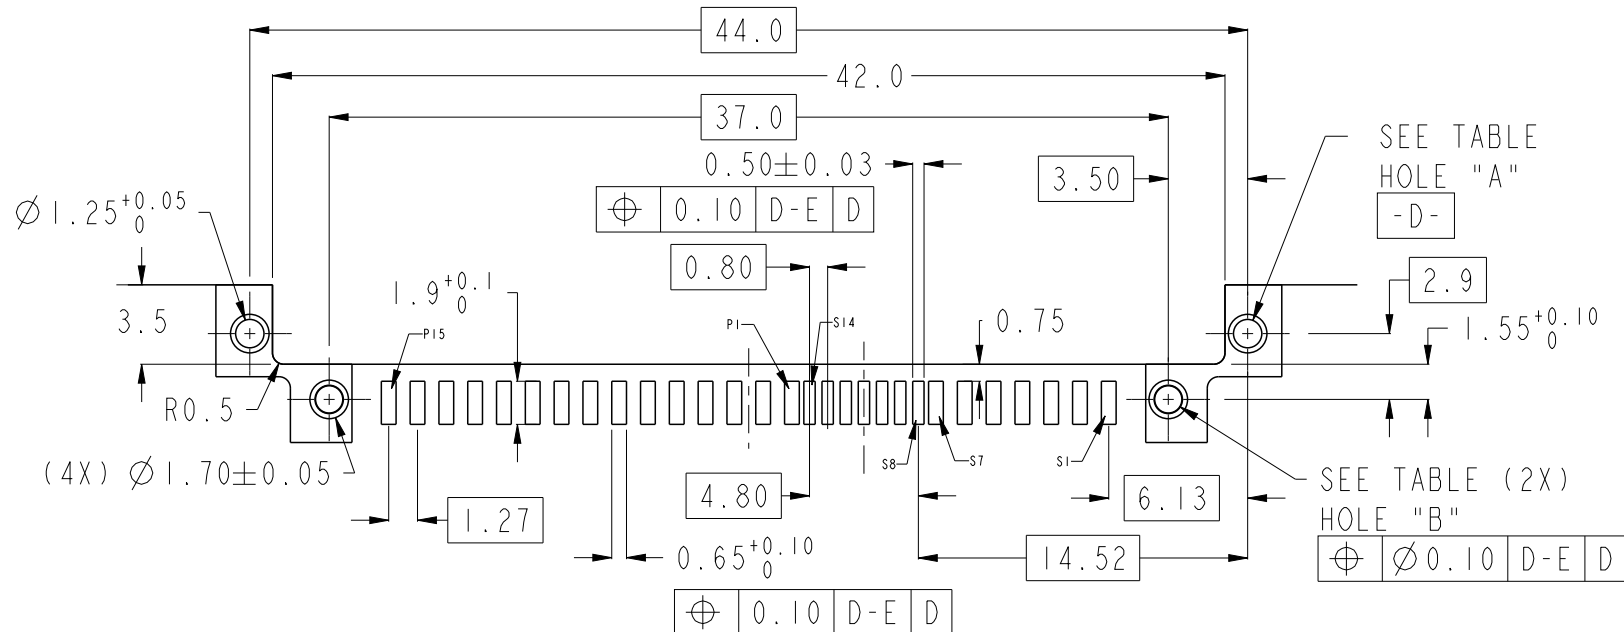 44.0
42.0
37.0
0.50±0.03
⌖ 0.10 D-E D
0.80
3.50
SEE TABLE
HOLE "A"
-D-
Ø1.25 +0.05 0
2.9
1.55 +0.10 0
3.5
1.9 +0.1 0
P15
P1
S14
0.75
R0.5
(4X) Ø1.70±0.05
S8
S7
S1
1.27
4.80
6.13
SEE TABLE (2X)
HOLE "B"
⌖ Ø0.10 D-E D
0.65 +0.10 0
14.52
⌖ 0.10 D-E D